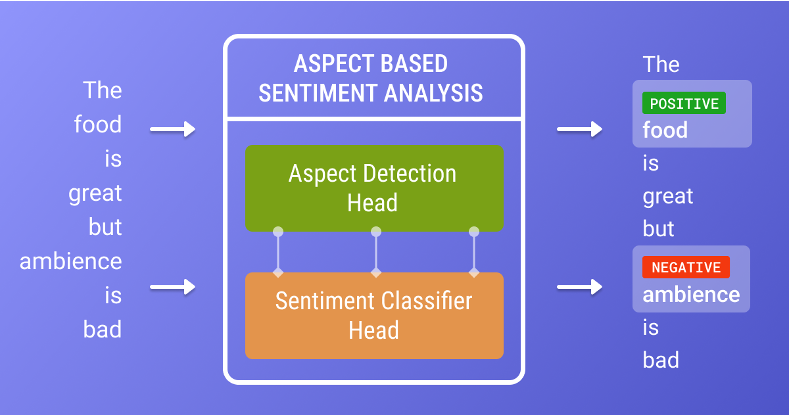 The
food
is
great
but
ambience
is
bad
ASPECT BASED
SENTIMENT ANALYSIS
Aspect Detection
Head
Sentiment Classifier
Head
The
POSITIVE
food
is
great
but
NEGATIVE
ambience
is
bad